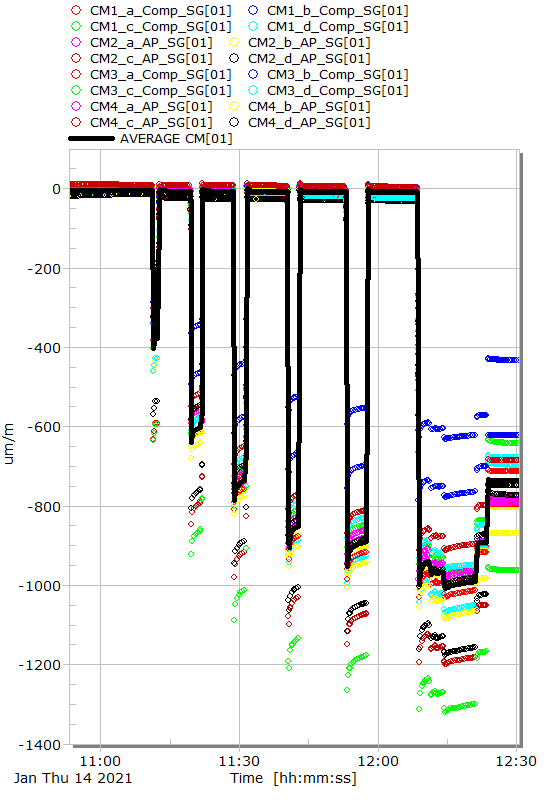 CM1_a_Comp_SG[01] CM1_b_Comp_SG[01]
CM1_c_Comp_SG[01] CM1_d_Comp_SG[01]
CM2_a_AP_SG[01] CM2_b_AP_SG[01]
CM2_c_AP_SG[01] CM2_d_AP_SG[01]
CM3_a_Comp_SG[01] CM3_b_Comp_SG[01]
CM3_c_Comp_SG[01] CM3_d_Comp_SG[01]
CM4_a_AP_SG[01] CM4_b_AP_SG[01]
CM4_c_AP_SG[01] CM4_d_AP_SG[01]
AVERAGE CM[01]
0
-200
-400
-600
-800
-1000
-1200
-1400
um/m
11:00 11:30 12:00 12:30
Jan Thu 14 2021 Time [hh:mm:ss]